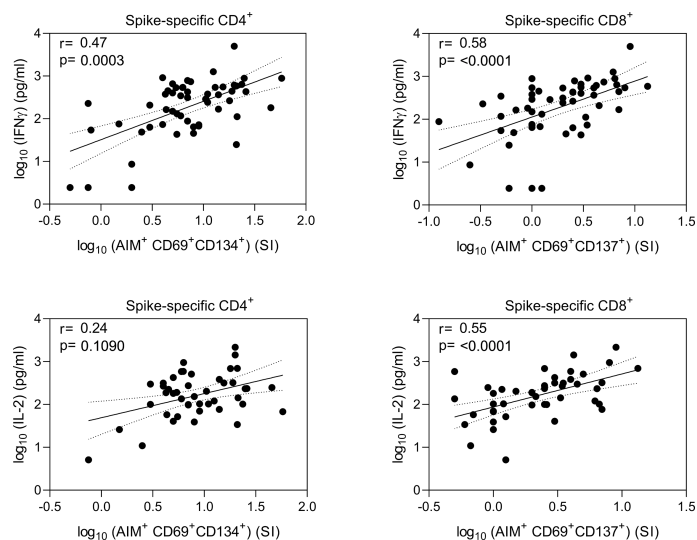 Spike-specific CD4⁺
r= 0.47
p= 0.0003
log₁₀ (IFNγ) (pg/ml)
4
3
2
1
0
-0.5 0.0 0.5 1.0 1.5 2.0
log₁₀ (AIM⁺ CD69⁺CD134⁺) (SI)
Spike-specific CD8⁺
r= 0.58
p= <0.0001
log₁₀ (IFNγ) (pg/ml)
4
3
2
1
0
-1.0 -0.5 0.0 0.5 1.0 1.5
log₁₀ (AIM⁺ CD69⁺CD137⁺) (SI)
Spike-specific CD4⁺
r= 0.24
p= 0.1090
log₁₀ (IL-2) (pg/ml)
4
3
2
1
0
-0.5 0.0 0.5 1.0 1.5 2.0
log₁₀ (AIM⁺ CD69⁺CD134⁺) (SI)
Spike-specific CD8⁺
r= 0.55
p= <0.0001
log₁₀ (IL-2) (pg/ml)
4
3
2
1
0
-0.5 0.0 0.5 1.0 1.5
log₁₀ (AIM⁺ CD69⁺CD137⁺) (SI)